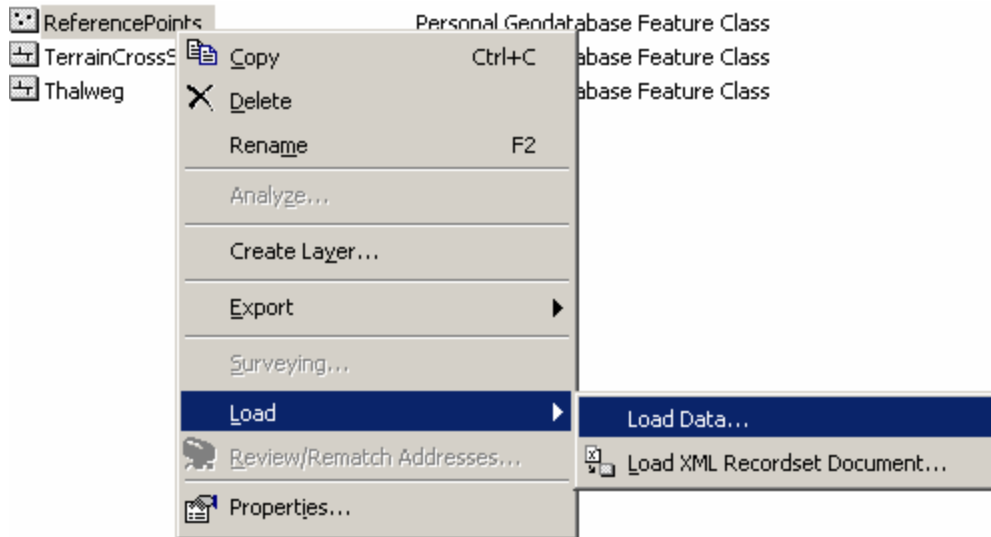 ReferencePoints Personal Geodatabase Feature Class
TerrainCrossS abase Feature Class
Thalweg abase Feature Class
Copy Ctrl+C
Delete
Rename F2
Analyze...
Create Layer...
Export
Surveying...
Load
Load Data...
Review/Rematch Addresses...
Load XML Recordset Document...
Properties...